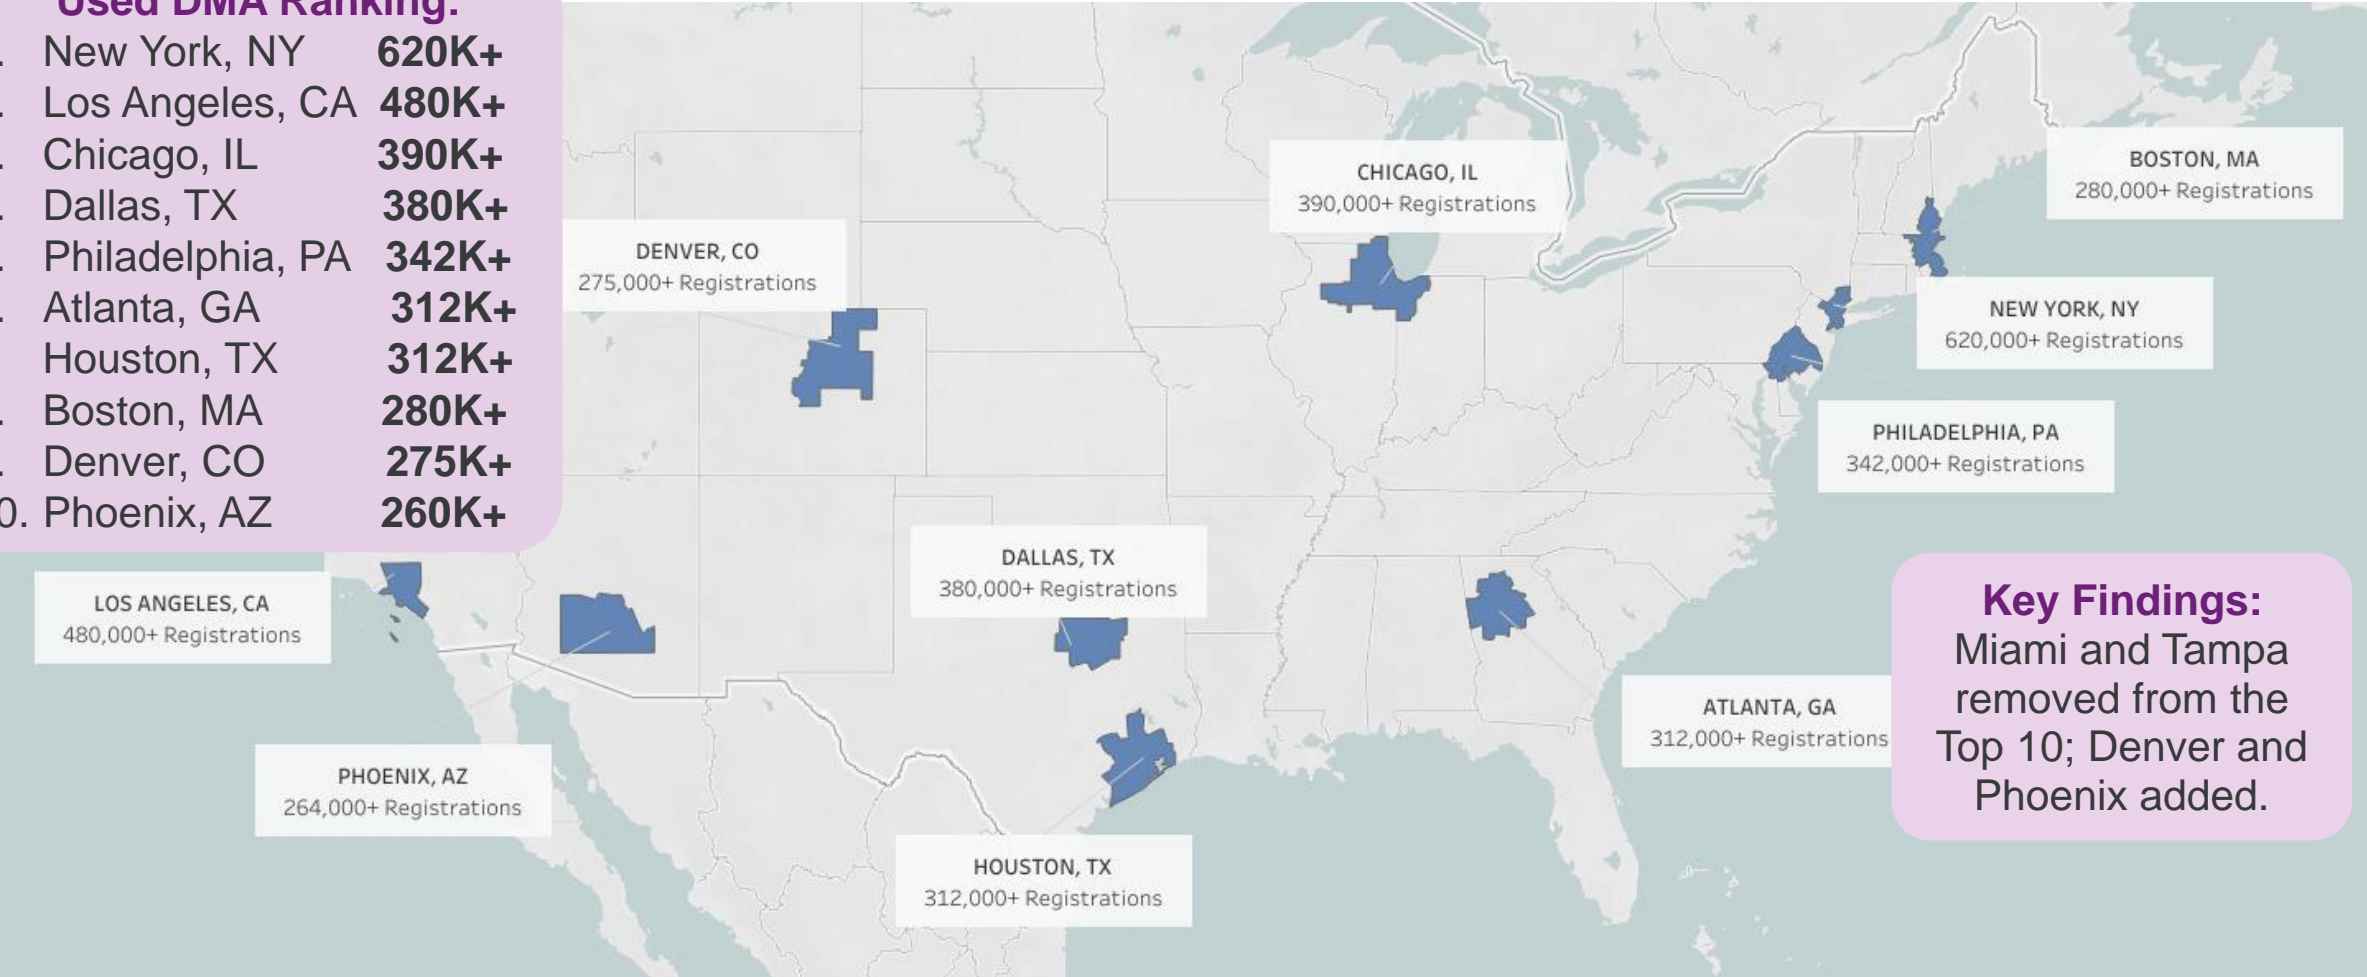 Used DMA Ranking:
. New York, NY 620K+
. Los Angeles, CA 480K+
. Chicago, IL 390K+
. Dallas, TX 380K+
. Philadelphia, PA 342K+
. Atlanta, GA 312K+
Houston, TX 312K+
. Boston, MA 280K+
. Denver, CO 275K+
0. Phoenix, AZ 260K+
CHICAGO, IL
390,000+ Registrations
BOSTON, MA
280,000+ Registrations
DENVER, CO
275,000+ Registrations
NEW YORK, NY
620,000+ Registrations
PHILADELPHIA, PA
342,000+ Registrations
DALLAS, TX
380,000+ Registrations
LOS ANGELES, CA
480,000+ Registrations
ATLANTA, GA
312,000+ Registrations
PHOENIX, AZ
264,000+ Registrations
HOUSTON, TX
312,000+ Registrations
Key Findings:
Miami and Tampa
removed from the
Top 10; Denver and
Phoenix added.